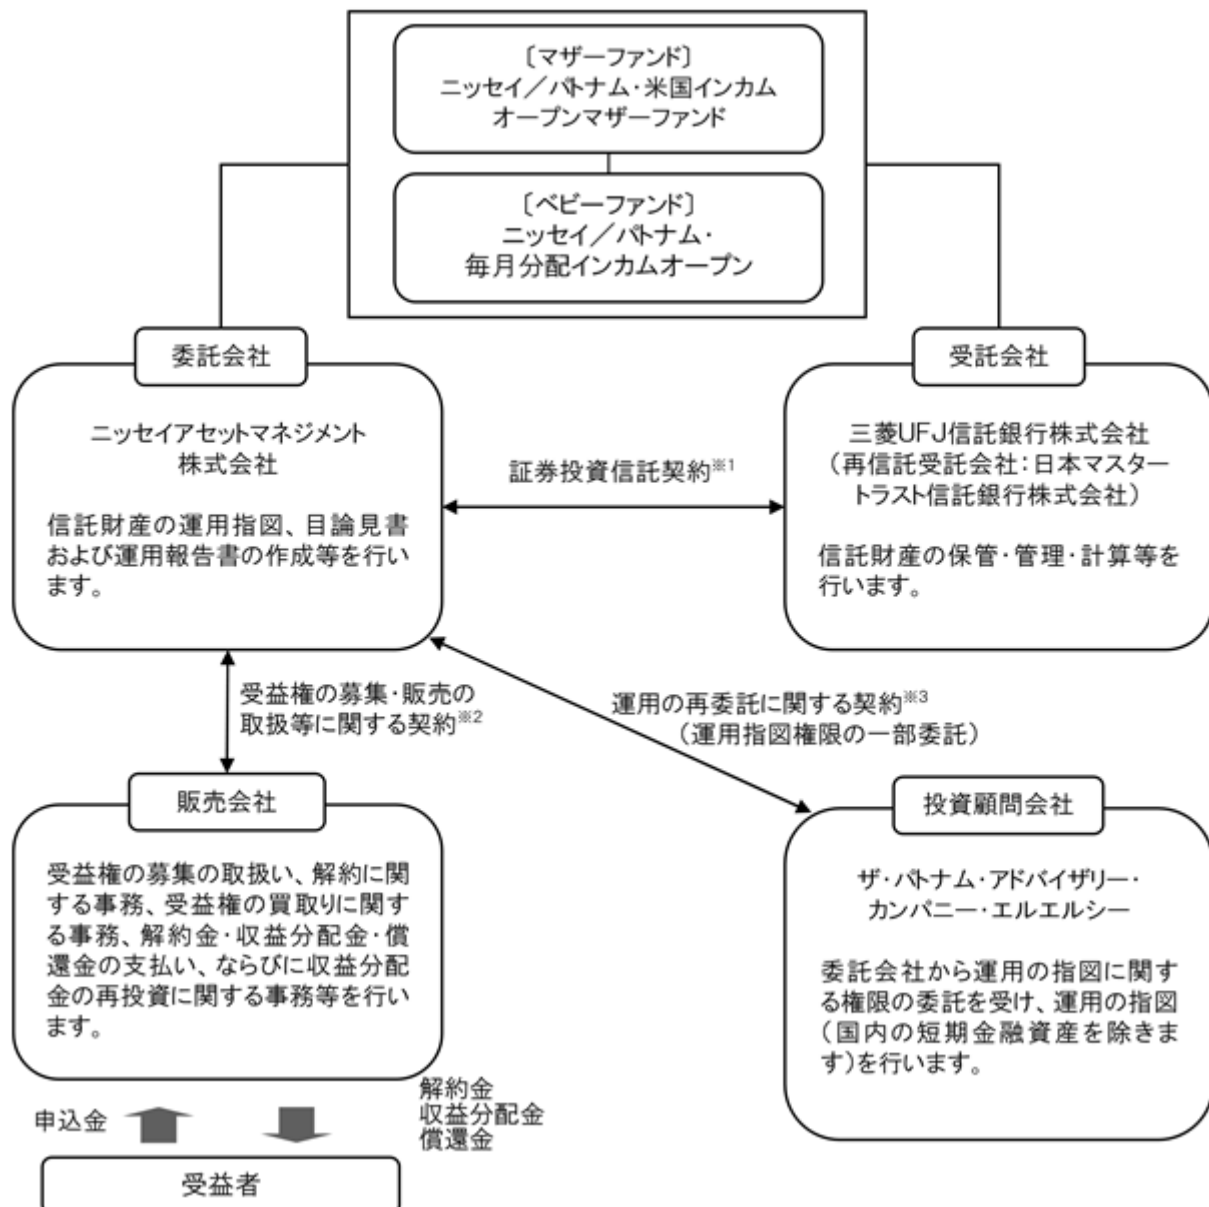 〔マザーファンド〕
ニッセイ／パトナム・米国インカム
オープンマザーファンド
〔ベビーファンド〕
ニッセイ／パトナム・
毎月分配インカムオープン
委託会社
ニッセイアセットマネジメント
株式会社
信託財産の運用指図、目論見書
および運用報告書の作成等を行い
ます。
証券投資信託契約※1
受託会社
三菱UFJ信託銀行株式会社
（再信託受託会社：日本マスター
トラスト信託銀行株式会社）
信託財産の保管・管理・計算等を
行います。
受益権の募集・販売の
取扱等に関する契約※2
運用の再委託に関する契約※3
（運用指図権限の一部委託）
販売会社
受益権の募集の取扱い、解約に関
する事務、受益権の買取りに関す
る事務、解約金・収益分配金・償
還金の支払い、ならびに収益分配
金の再投資に関する事務等を行い
ます。
投資顧問会社
ザ・パトナム・アドバイザリー・
カンパニー・エルエルシー
委託会社から運用の指図に関す
る権限の委託を受け、運用の指図
（国内の短期金融資産を除きま
す）を行います。
申込金
解約金
収益分配金
償還金
受益者